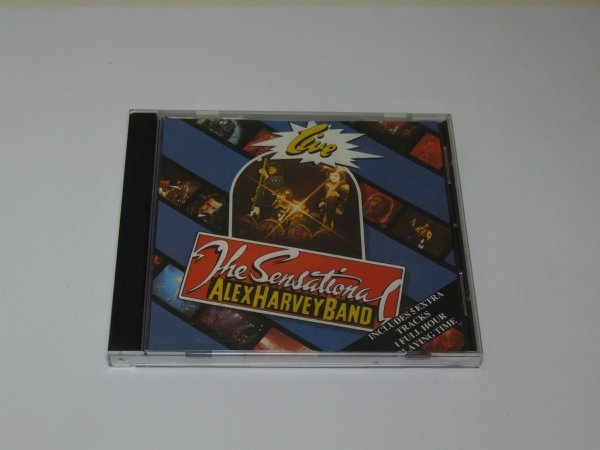 Live
The Sensational
ALEX HARVEY BAND
INCLUDES 5 EXTRA
TRACKS
1 FULL HOUR
PLAYING TIME